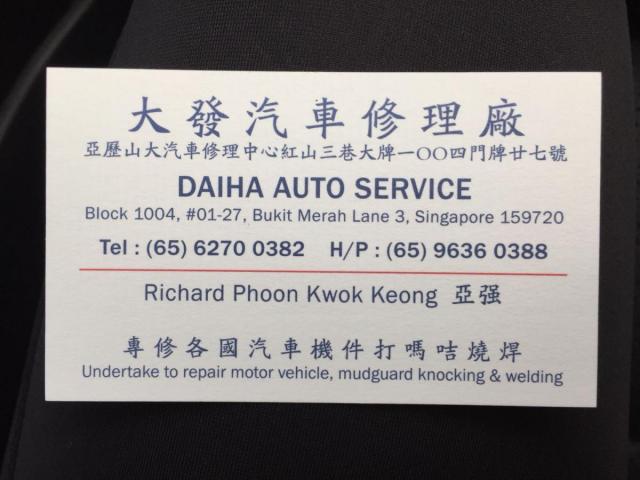 大發汽車修理廠
亞歷山大汽車修理中心紅山三巷大牌一〇〇四門牌廿七號
DAIHA AUTO SERVICE
Block 1004, #01-27, Bukit Merah Lane 3, Singapore 159720
Tel : (65) 6270 0382 H/P : (65) 9636 0388
Richard Phoon Kwok Keong 亞强
專修各國汽車機件打嗎咭燒焊
Undertake to repair motor vehicle, mudguard knocking & welding